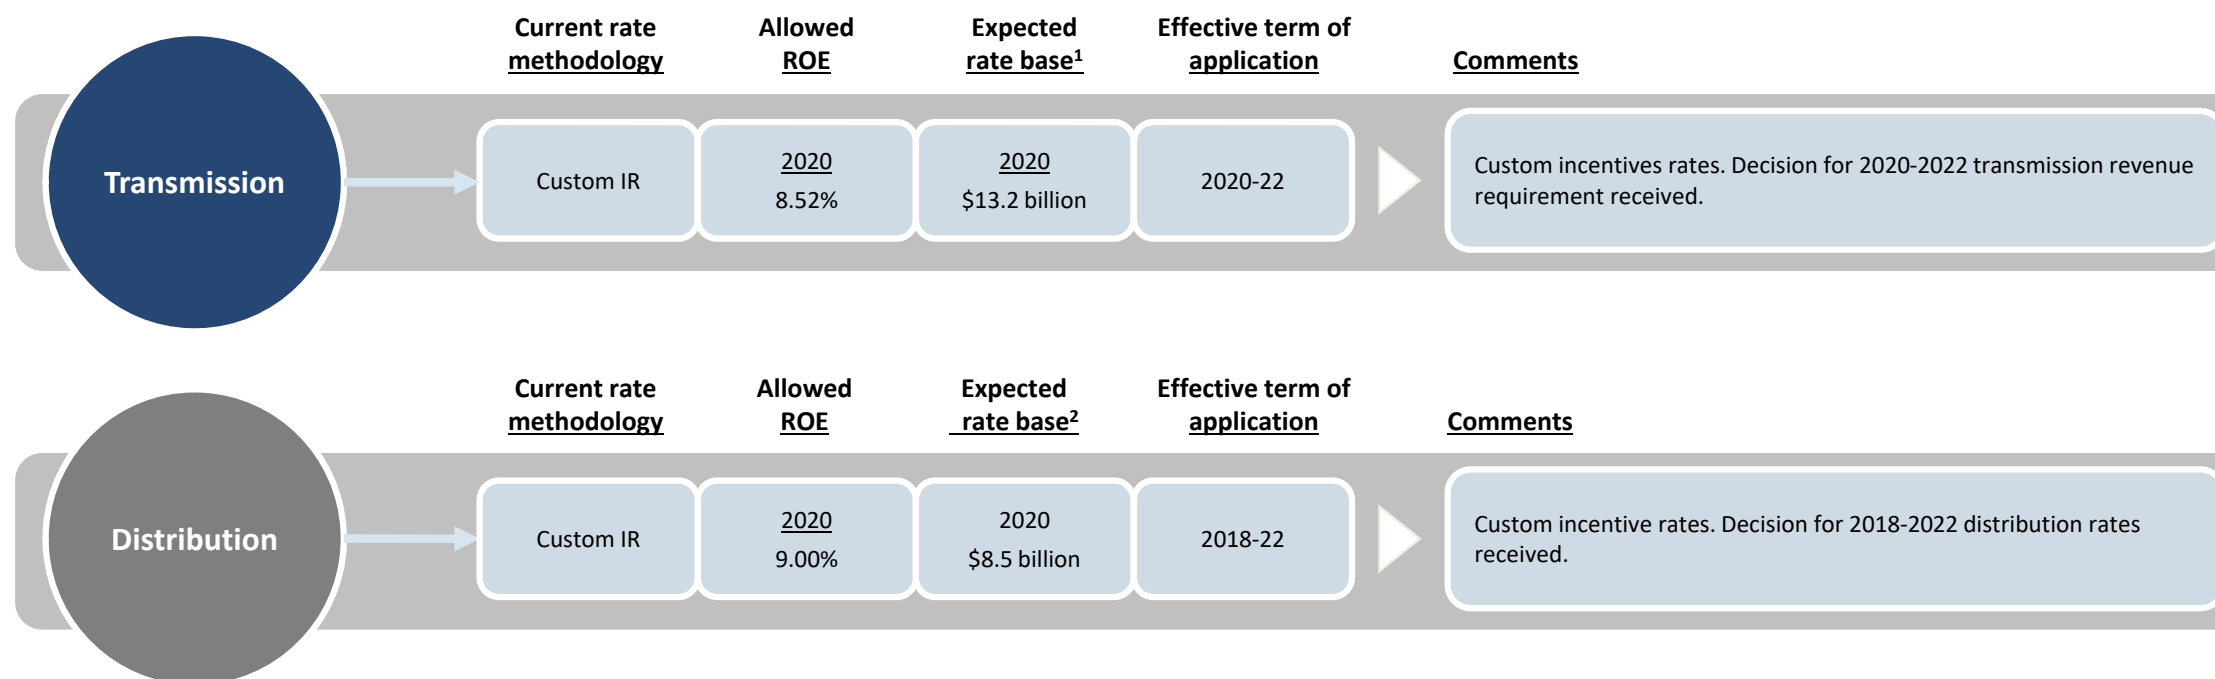 Current rate
methodology
Allowed
ROE
Expected
rate base1
Effective term of
application
Comments
Transmission
Custom IR
2020
8.52%
2020
$13.2 billion
2020-22
Custom incentives rates. Decision for 2020-2022 transmission revenue
requirement received.
Current rate
methodology
Allowed
ROE
Expected
rate base2
Effective term of
application
Comments
Distribution
Custom IR
2020
9.00%
2020
$8.5 billion
2018-22
Custom incentive rates. Decision for 2018-2022 distribution rates
received.